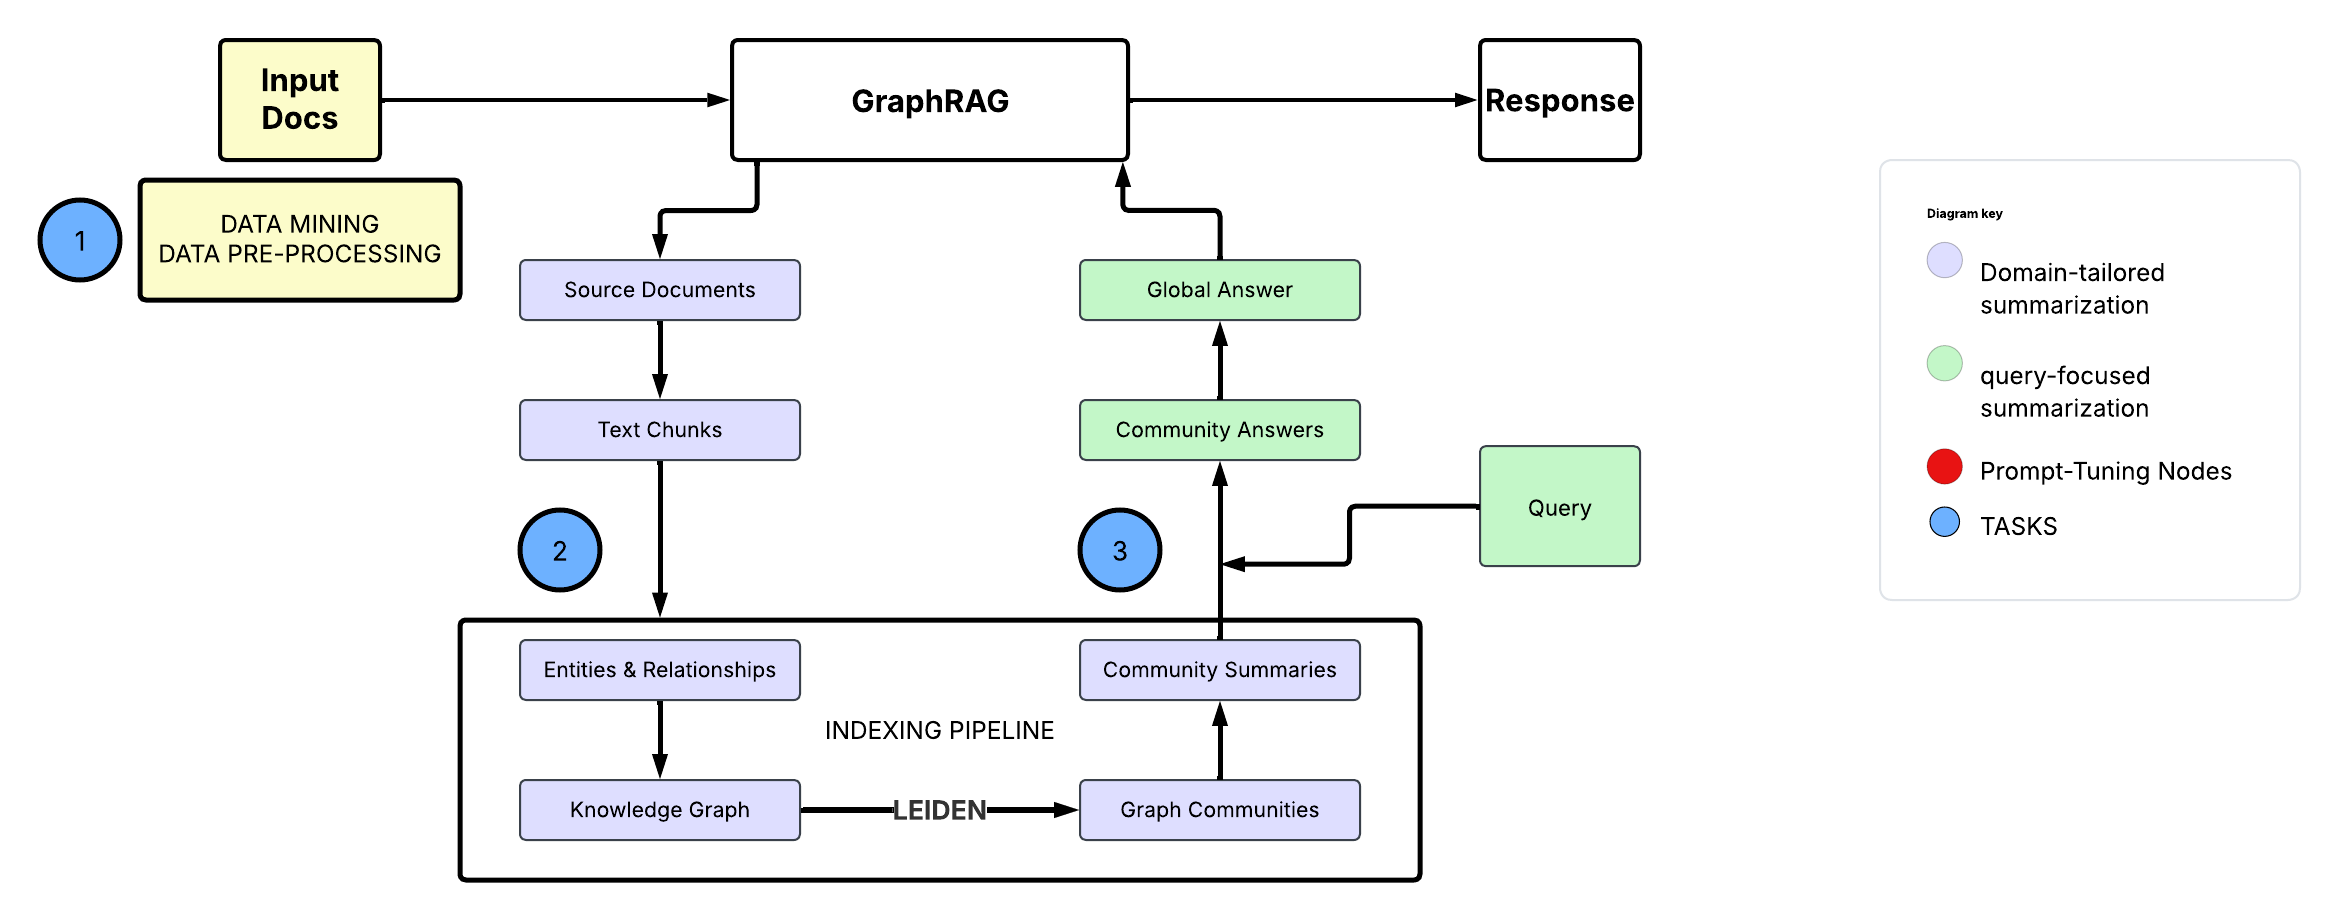 Input
Docs
GraphRAG
Response
1
DATA MINING
DATA PRE-PROCESSING
Source Documents
Text Chunks
2
Entities & Relationships
Knowledge Graph
INDEXING PIPELINE
LEIDEN
Graph Communities
Community Summaries
3
Community Answers
Global Answer
Query
Diagram key
Domain-tailored
summarization
query-focused
summarization
Prompt-Tuning Nodes
TASKS